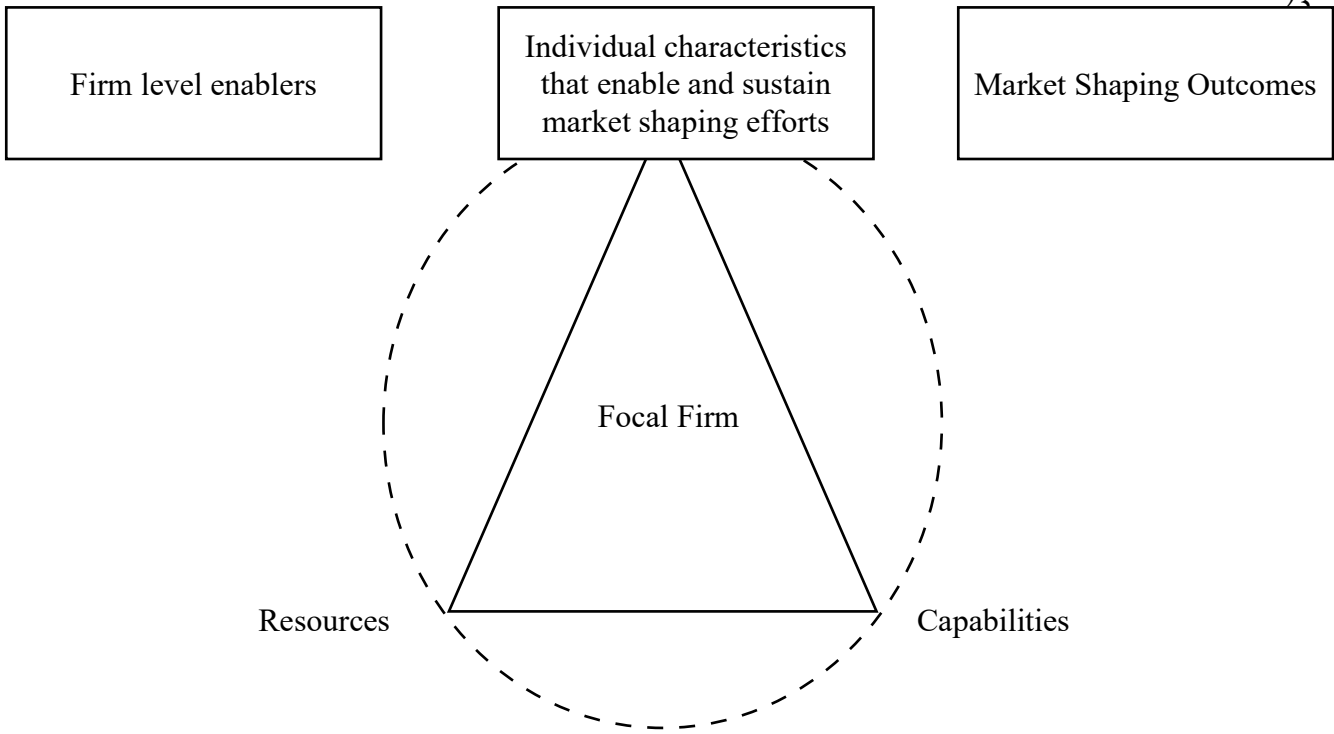 Firm level enablers
Individual characteristics
that enable and sustain
market shaping efforts
Market Shaping Outcomes
Focal Firm
Resources
Capabilities